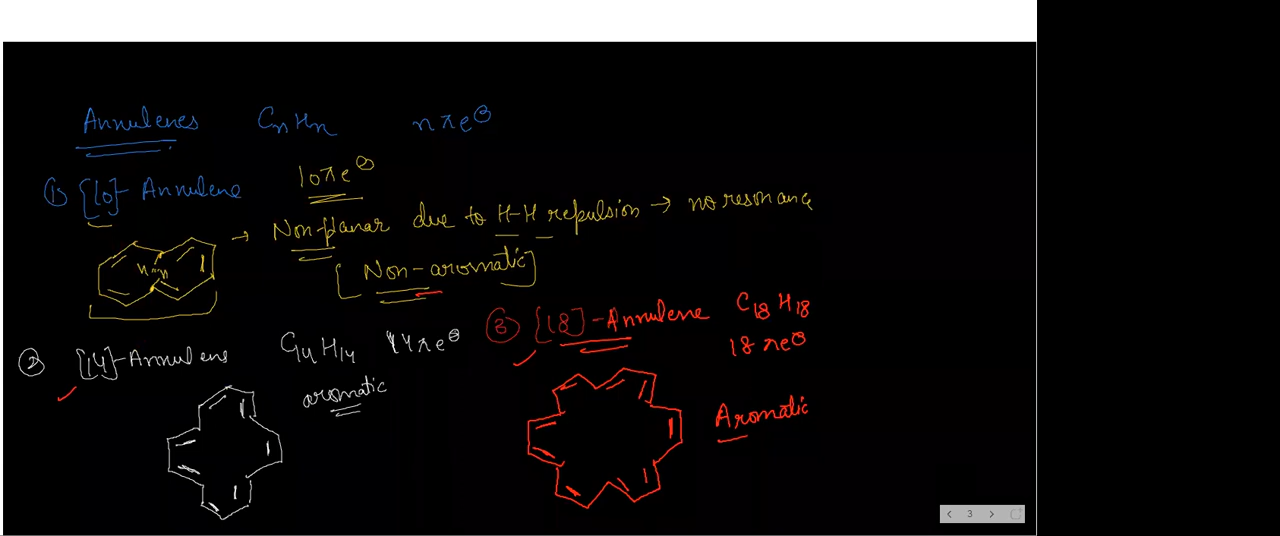 Annulenes CnHn nπe⊖
① [10]-Annulene 10πe⊖
H H → Non-planar due to H-H repulsion → no resonance
[Non-aromatic]
③ [18]-Annulene C18H18
18πe⊖
② [14]-Annulene C14H14 14πe⊖
aromatic
Aromatic
< 3 >